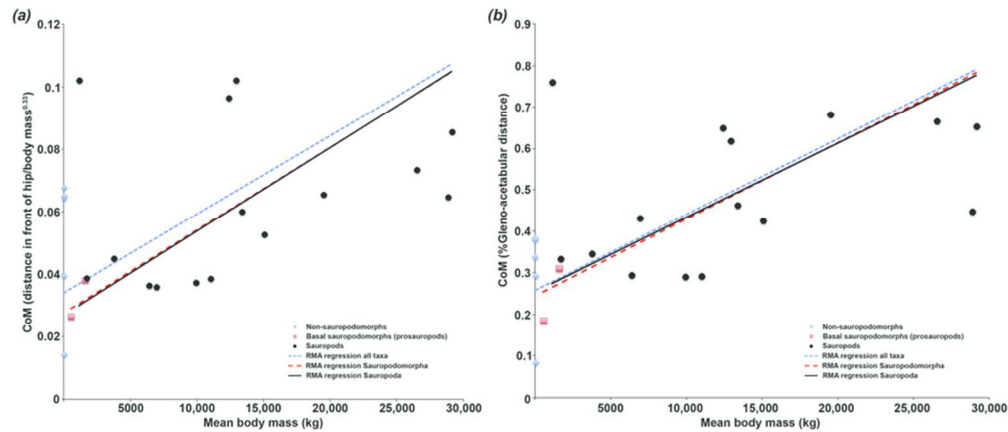 (a)
0.12
0.1
0.080
0.06
0.04
0.02
0
5000 10,000 15,000 20,000 25,000 30,000
CoM (distance in front of hip/body mass0.33)
Mean body mass (kg)
Non-sauropodomorphs
Basal sauropodomorphs (prosauropods)
Sauropods
RMA regression all taxa
RMA regression Sauropodomorpha
RMA regression Sauropoda
(b)
0.9
0.8
0.7
0.6
0.5
0.4
0.3
0.2
0.1
0
5000 10,000 15,000 20,000 25,000 30,000
CoM (%Gleno-acetabular distance)
Mean body mass (kg)
Non-sauropodomorphs
Basal sauropodomorphs (prosauropods)
Sauropods
RMA regression all taxa
RMA regression Sauropodomorpha
RMA regression Sauropoda